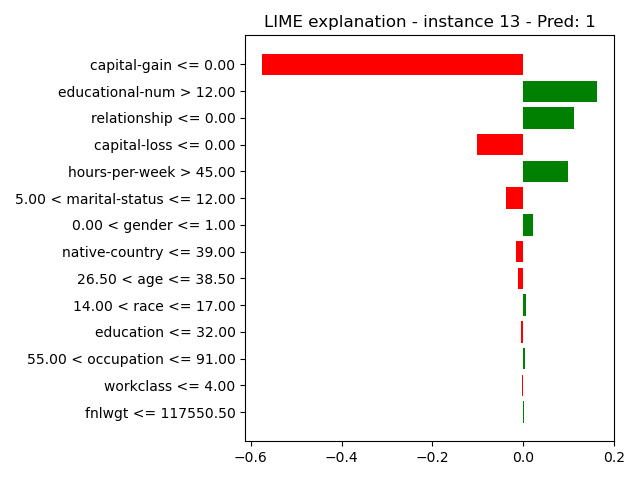 LIME explanation - instance 13 - Pred: 1
capital-gain <= 0.00
educational-num > 12.00
relationship <= 0.00
capital-loss <= 0.00
hours-per-week > 45.00
5.00 < marital-status <= 12.00
0.00 < gender <= 1.00
native-country <= 39.00
26.50 < age <= 38.50
14.00 < race <= 17.00
education <= 32.00
55.00 < occupation <= 91.00
workclass <= 4.00
fnlwgt <= 117550.50
−0.6 −0.4 −0.2 0.0 0.2